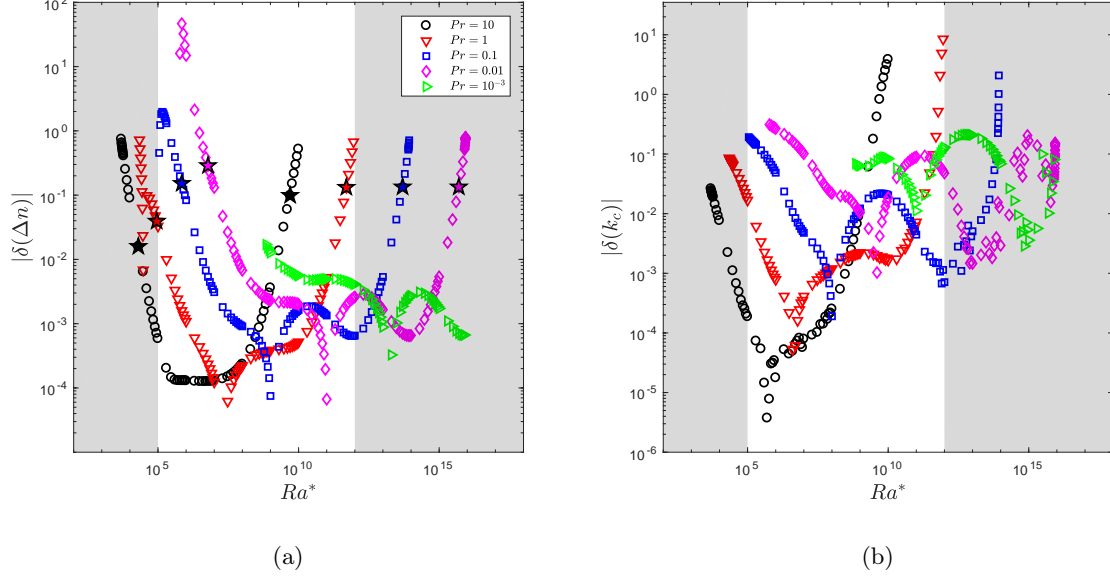 10^2
10^1
10^0
10^{-1}
10^{-2}
10^{-3}
10^{-4}
|δ(Δn)|
Pr = 10
Pr = 1
Pr = 0.1
Pr = 0.01
Pr = 10^{-3}
10^5
10^{10}
10^{15}
Ra*
(a)
10^1
10^0
10^{-1}
10^{-2}
10^{-3}
10^{-4}
10^{-5}
10^{-6}
|δ(k_c)|
10^5
10^{10}
10^{15}
Ra*
(b)